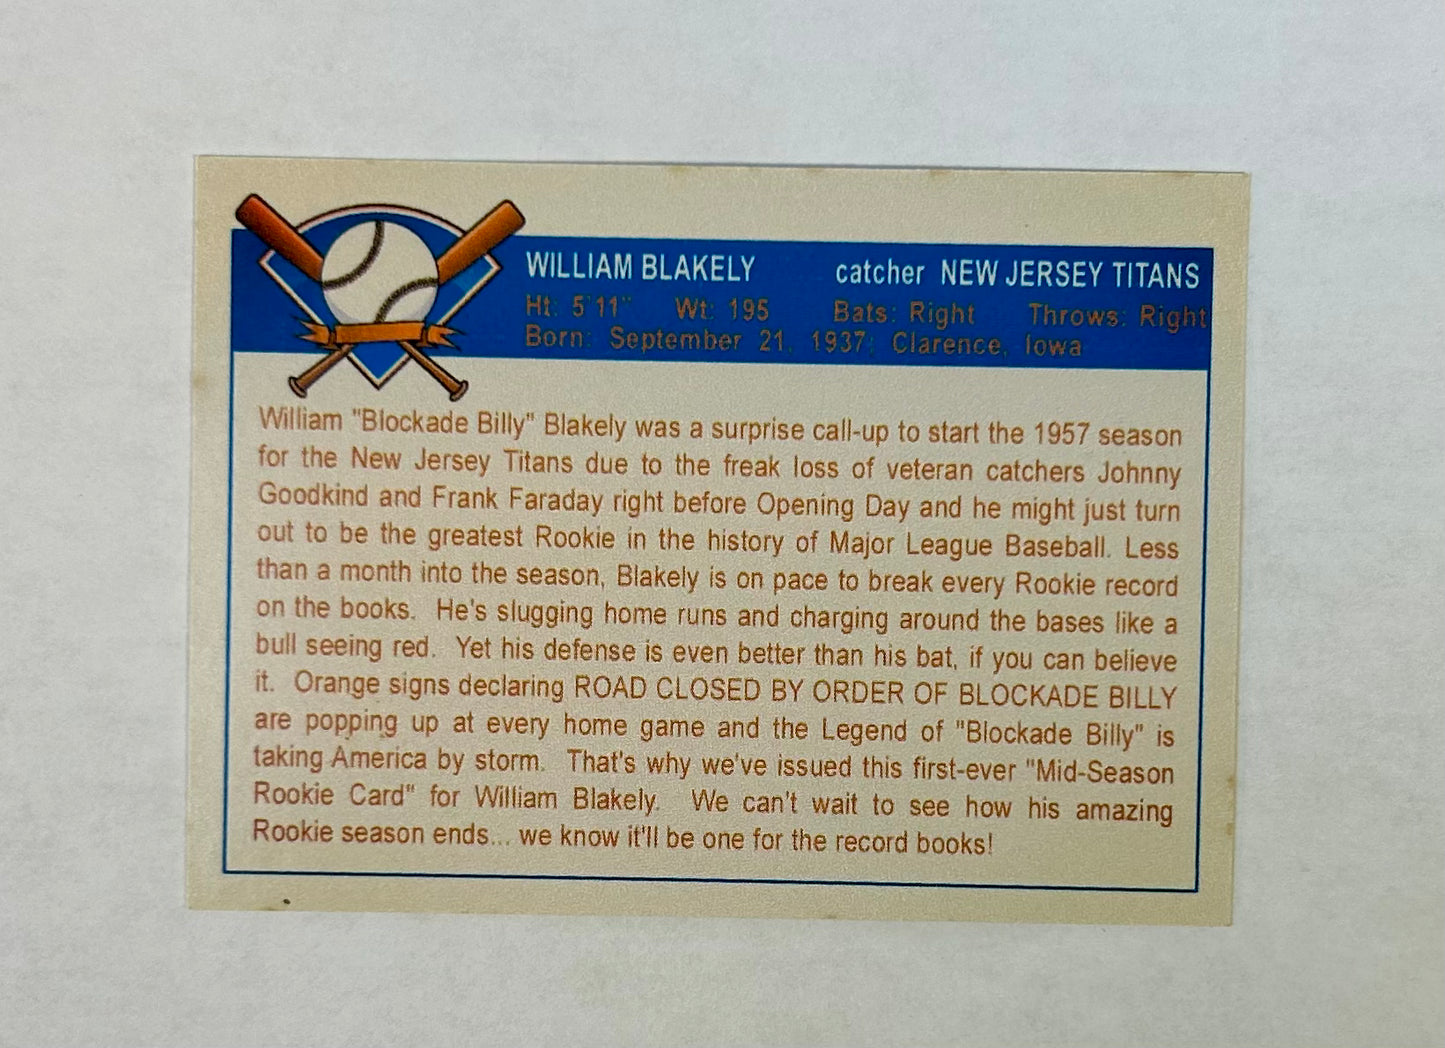 WILLIAM BLAKELY catcher NEW JERSEY TITANS
Ht: 5'11" Wt: 195 Bats: Right Throws: Right
Born: September 21, 1937; Clarence, Iowa
William "Blockade Billy" Blakely was a surprise call-up to start the 1957 season
for the New Jersey Titans due to the freak loss of veteran catchers Johnny
Goodkind and Frank Faraday right before Opening Day and he might just turn
out to be the greatest Rookie in the history of Major League Baseball. Less
than a month into the season, Blakely is on pace to break every Rookie record
on the books. He's slugging home runs and charging around the bases like a
bull seeing red. Yet his defense is even better than his bat, if you can believe
it. Orange signs declaring ROAD CLOSED BY ORDER OF BLOCKADE BILLY
are popping up at every home game and the Legend of "Blockade Billy" is
taking America by storm. That's why we've issued this first-ever "Mid-Season
Rookie Card" for William Blakely. We can't wait to see how his amazing
Rookie season ends... we know it'll be one for the record books!